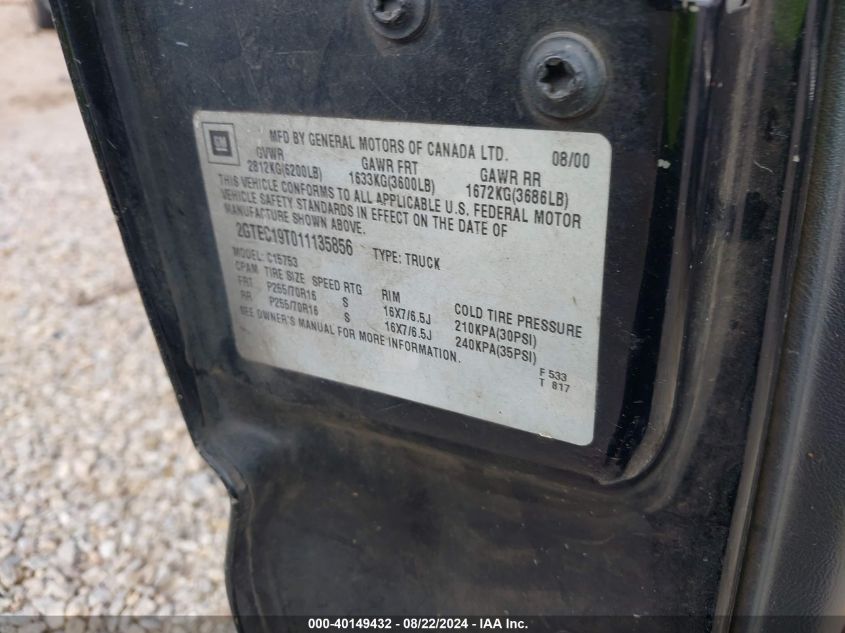 GM
MFD BY GENERAL MOTORS OF CANADA LTD. 08/00
GVWR GAWR FRT GAWR RR
2812KG(6200LB) 1633KG(3600LB) 1672KG(3686LB)
THIS VEHICLE CONFORMS TO ALL APPLICABLE U.S. FEDERAL MOTOR
VEHICLE SAFETY STANDARDS IN EFFECT ON THE DATE OF
MANUFACTURE SHOWN ABOVE.
2GTEC19T011135856 TYPE: TRUCK
MODEL: C15753
CPAM TIRE SIZE SPEED RTG RIM COLD TIRE PRESSURE
FRT P255/70R16 S 16X7/6.5J 210KPA(30PSI)
RR P255/70R16 S 16X7/6.5J 240KPA(35PSI)
SEE OWNER'S MANUAL FOR MORE INFORMATION.
F 533
T 817
000-40149432 - 08/22/2024 - IAA Inc.